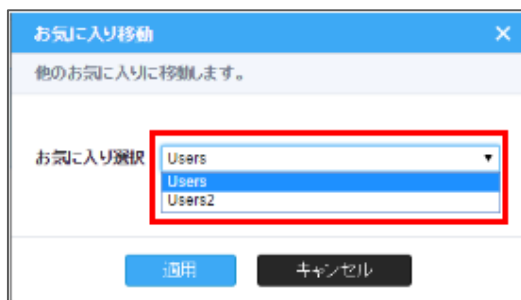 お気に入り移動
他のお気に入りに移動します。
お気に入り選択 Users
Users
Users2
適用 キャンセル